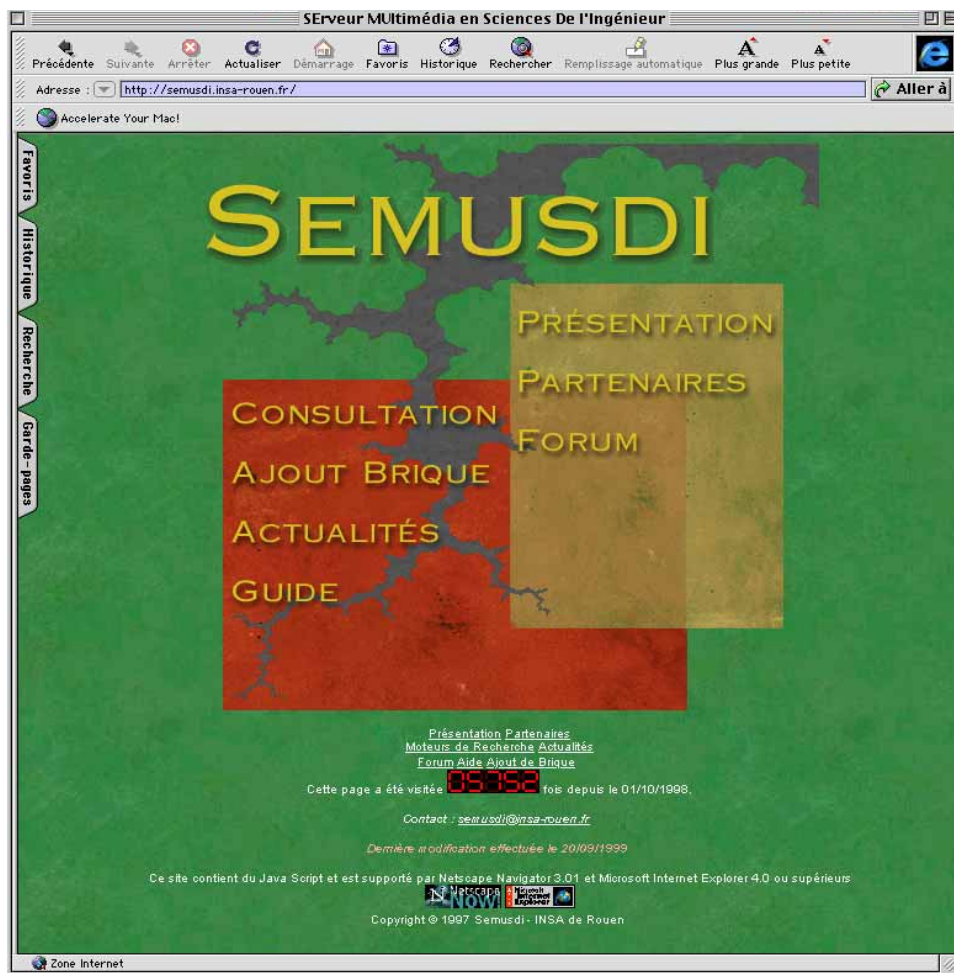 SErveur MUltimédia en Sciences De l'Ingénieur
Précédente Suivante Arrêter Actualiser Démarrage Favoris Historique Rechercher Remplissage automatique Plus grande Plus petite
Adresse : http://semusdi.insa-rouen.fr/ Aller à
Accelerate Your Mac!
Favoris
Historique
Recherche
Garde-pages
SEMUSDI
PRÉSENTATION
PARTENAIRES
FORUM
CONSULTATION
AJOUT BRIQUE
ACTUALITÉS
GUIDE
Présentation Partenaires
Moteurs de Recherche Actualités
Forum Aide Ajout de Brique
Cette page a été visitée 05752 fois depuis le 01/10/1998.
Contact : semusdi@insa-rouen.fr
Dernière modification effectuée le 20/09/1999
Ce site contient du Java Script et est supporté par Netscape Navigator 3.01 et Microsoft Internet Explorer 4.0 ou supérieurs
N Netscape Now! Microsoft Internet Explorer
Copyright © 1997 Semusdi - INSA de Rouen
Zone Internet